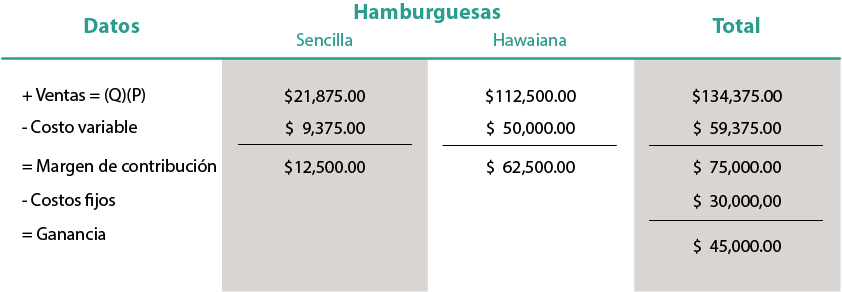 Datos Hamburguesas Total
Sencilla Hawaiana
+ Ventas = (Q)(P) $21,875.00 $112,500.00 $134,375.00
- Costo variable $ 9,375.00 $ 50,000.00 $ 59,375.00
= Margen de contribución $12,500.00 $ 62,500.00 $ 75,000.00
- Costos fijos $ 30,000,00
= Ganancia $ 45,000.00